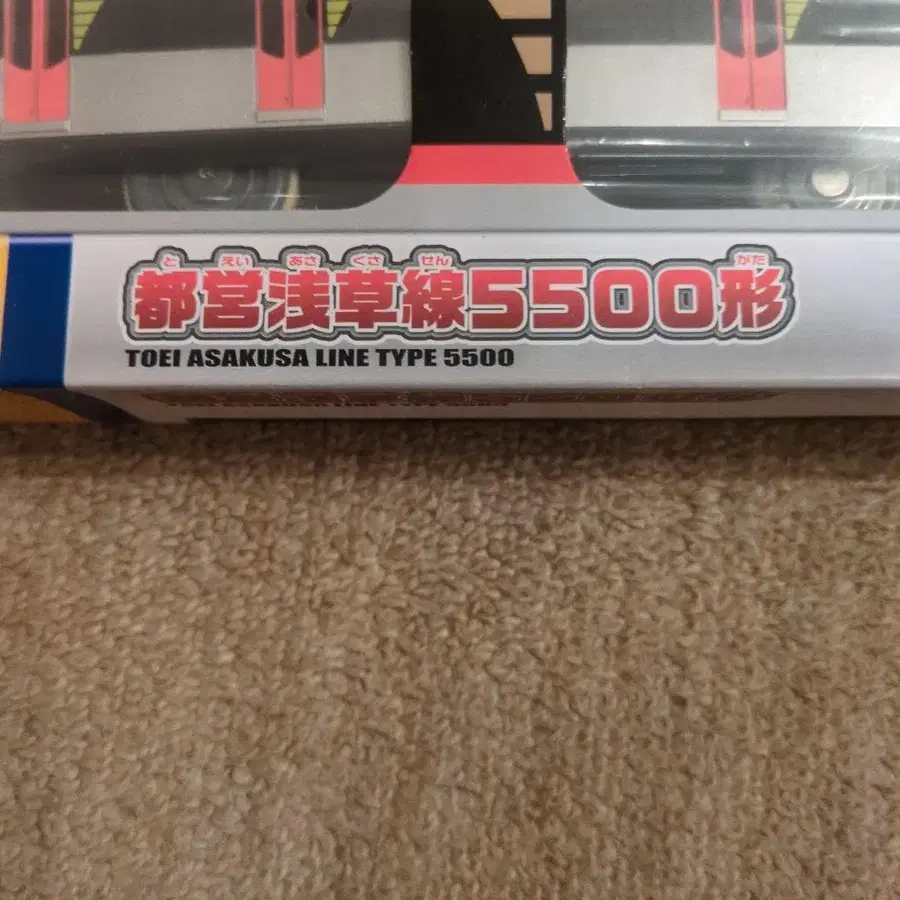 と えい あさ くさ せん がた
都営浅草線5500形
TOEI ASAKUSA LINE TYPE 5500